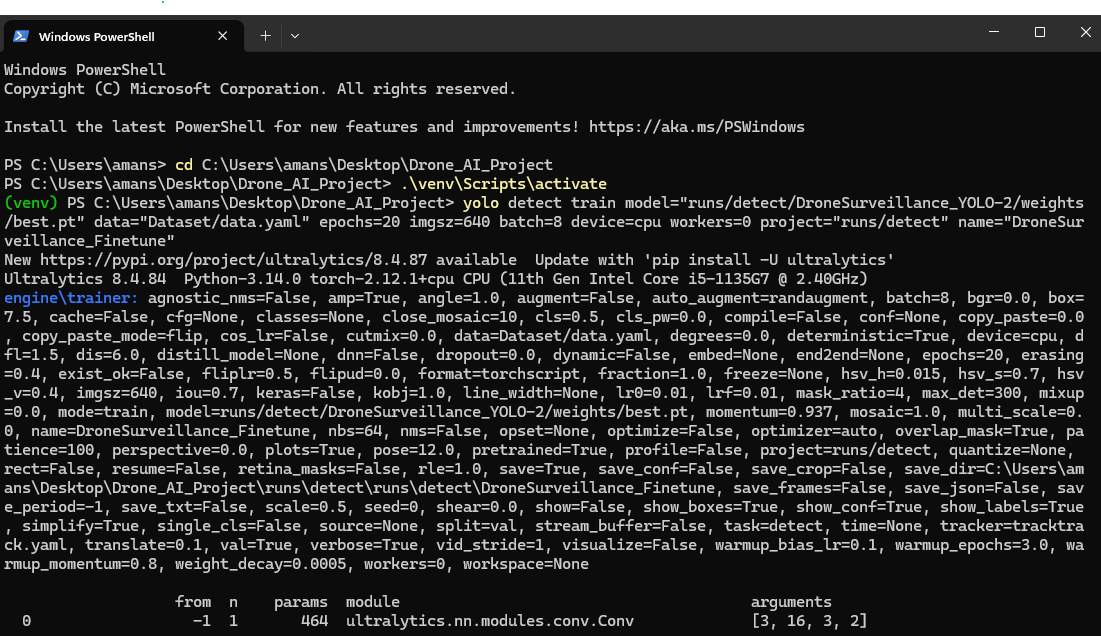 Windows PowerShell
Windows PowerShell
Copyright (C) Microsoft Corporation. All rights reserved.
Install the latest PowerShell for new features and improvements! https://aka.ms/PSWindows
PS C:\Users\amans> cd C:\Users\amans\Desktop\Drone_AI_Project
PS C:\Users\amans\Desktop\Drone_AI_Project> .\venv\Scripts\activate
(venv) PS C:\Users\amans\Desktop\Drone_AI_Project> yolo detect train model="runs/detect/DroneSurveillance_YOLO-2/weights
/best.pt" data="Dataset/data.yaml" epochs=20 imgsz=640 batch=8 device=cpu workers=0 project="runs/detect" name="DroneSur
veillance_Finetune"
New https://pypi.org/project/ultralytics/8.4.87 available  Update with 'pip install -U ultralytics'
Ultralytics 8.4.84  Python-3.14.0 torch-2.12.1+cpu CPU (11th Gen Intel Core i5-1135G7 @ 2.40GHz)
engine\trainer: agnostic_nms=False, amp=True, angle=1.0, augment=False, auto_augment=randaugment, batch=8, bgr=0.0, box=
7.5, cache=False, cfg=None, classes=None, close_mosaic=10, cls=0.5, cls_pw=0.0, compile=False, conf=None, copy_paste=0.0
, copy_paste_mode=flip, cos_lr=False, cutmix=0.0, data=Dataset/data.yaml, degrees=0.0, deterministic=True, device=cpu, d
fl=1.5, dis=6.0, distill_model=None, dnn=False, dropout=0.0, dynamic=False, embed=None, end2end=None, epochs=20, erasing
=0.4, exist_ok=False, fliplr=0.5, flipud=0.0, format=torchscript, fraction=1.0, freeze=None, hsv_h=0.015, hsv_s=0.7, hsv
_v=0.4, imgsz=640, iou=0.7, keras=False, kobj=1.0, line_width=None, lr0=0.01, lrf=0.01, mask_ratio=4, max_det=300, mixup
=0.0, mode=train, model=runs/detect/DroneSurveillance_YOLO-2/weights/best.pt, momentum=0.937, mosaic=1.0, multi_scale=0.
0, name=DroneSurveillance_Finetune, nbs=64, nms=False, opset=None, optimize=False, optimizer=auto, overlap_mask=True, pa
tience=100, perspective=0.0, plots=True, pose=12.0, pretrained=True, profile=False, project=runs/detect, quantize=None,
rect=False, resume=False, retina_masks=False, rle=1.0, save=True, save_conf=False, save_crop=False, save_dir=C:\Users\am
ans\Desktop\Drone_AI_Project\runs\detect\runs\detect\DroneSurveillance_Finetune, save_frames=False, save_json=False, sav
e_period=-1, save_txt=False, scale=0.5, seed=0, shear=0.0, show=False, show_boxes=True, show_conf=True, show_labels=True
, simplify=True, single_cls=False, source=None, split=val, stream_buffer=False, task=detect, time=None, tracker=tracktra
ck.yaml, translate=0.1, val=True, verbose=True, vid_stride=1, visualize=False, warmup_bias_lr=0.1, warmup_epochs=3.0, wa
rmup_momentum=0.8, weight_decay=0.0005, workers=0, workspace=None
from  n    params  module                                       arguments
0                  -1  1       464  ultralytics.nn.modules.conv.Conv             [3, 16, 3, 2]